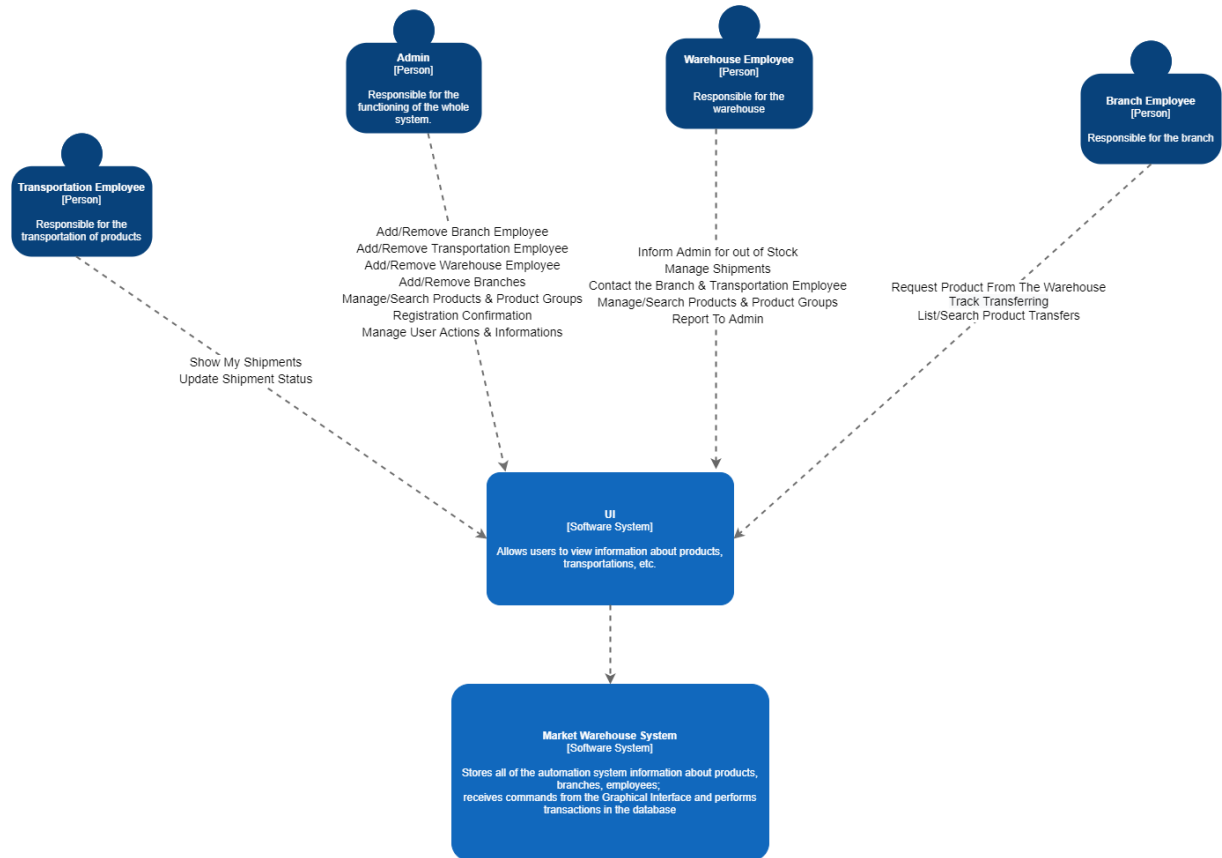 Admin
[Person]
Responsible for the
functioning of the whole
system.
Warehouse Employee
[Person]
Responsible for the
warehouse
Branch Employee
[Person]
Responsible for the branch
Transportation Employee
[Person]
Responsible for the
transportation of products
Add/Remove Branch Employee
Add/Remove Transportation Employee
Add/Remove Warehouse Employee
Add/Remove Branches
Manage/Search Products & Product Groups
Registration Confirmation
Manage User Actions & Informations
Inform Admin for out of Stock
Manage Shipments
Contact the Branch & Transportation Employee
Manage/Search Products & Product Groups
Report To Admin
Request Product From The Warehouse
Track Transferring
List/Search Product Transfers
Show My Shipments
Update Shipment Status
UI
[Software System]
Allows users to view information about products,
transportations, etc.
Market Warehouse System
[Software System]
Stores all of the automation system information about products,
branches, employees;
receives commands from the Graphical Interface and performs
transactions in the database